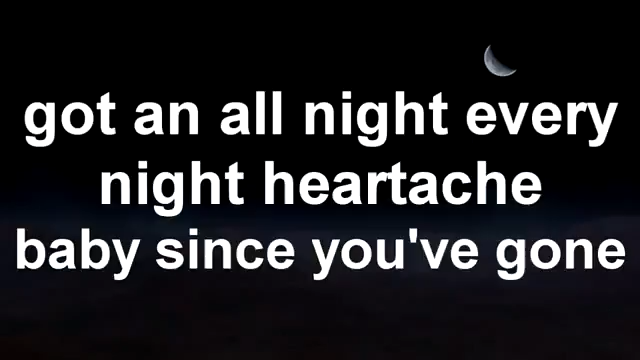 got an all night every
night heartache
baby since you've gone